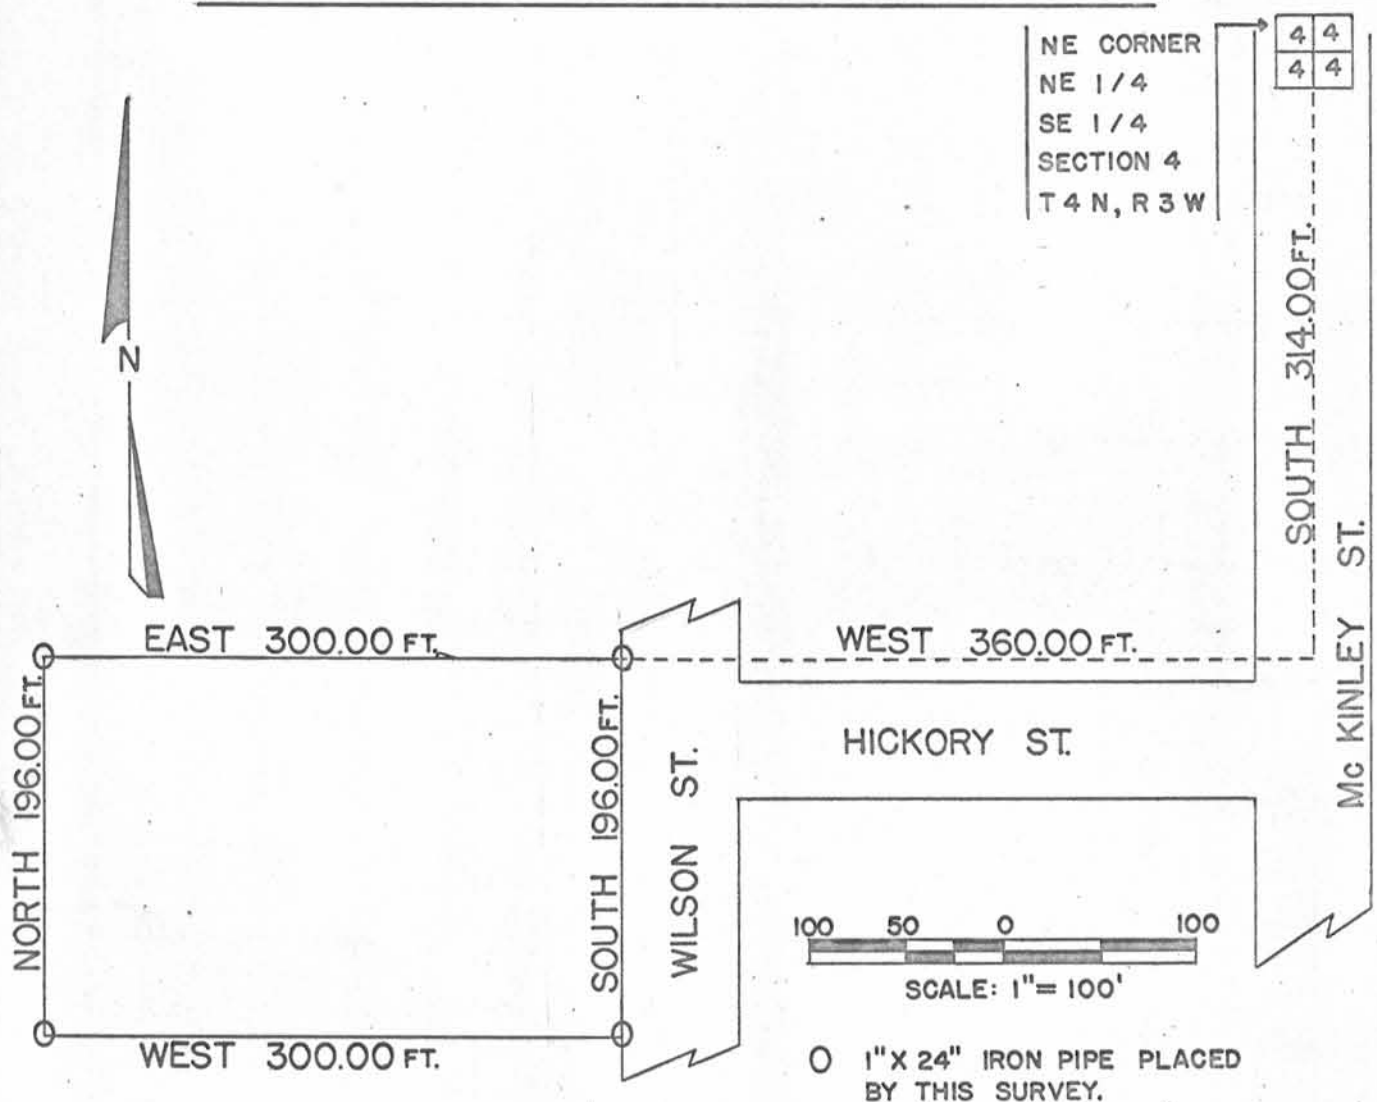 NE CORNER
NE 1/4
SE 1/4
SECTION 4
T 4 N, R 3 W
4 4
4 4
SOUTH 314.00 FT.
Mc KINLEY ST.
N
EAST 300.00 FT.
WEST 360.00 FT.
NORTH 196.00 FT.
SOUTH 196.00 FT.
WILSON ST.
HICKORY ST.
100 50 0 100
SCALE: 1" = 100'
WEST 300.00 FT.
O 1" X 24" IRON PIPE PLACED
BY THIS SURVEY.